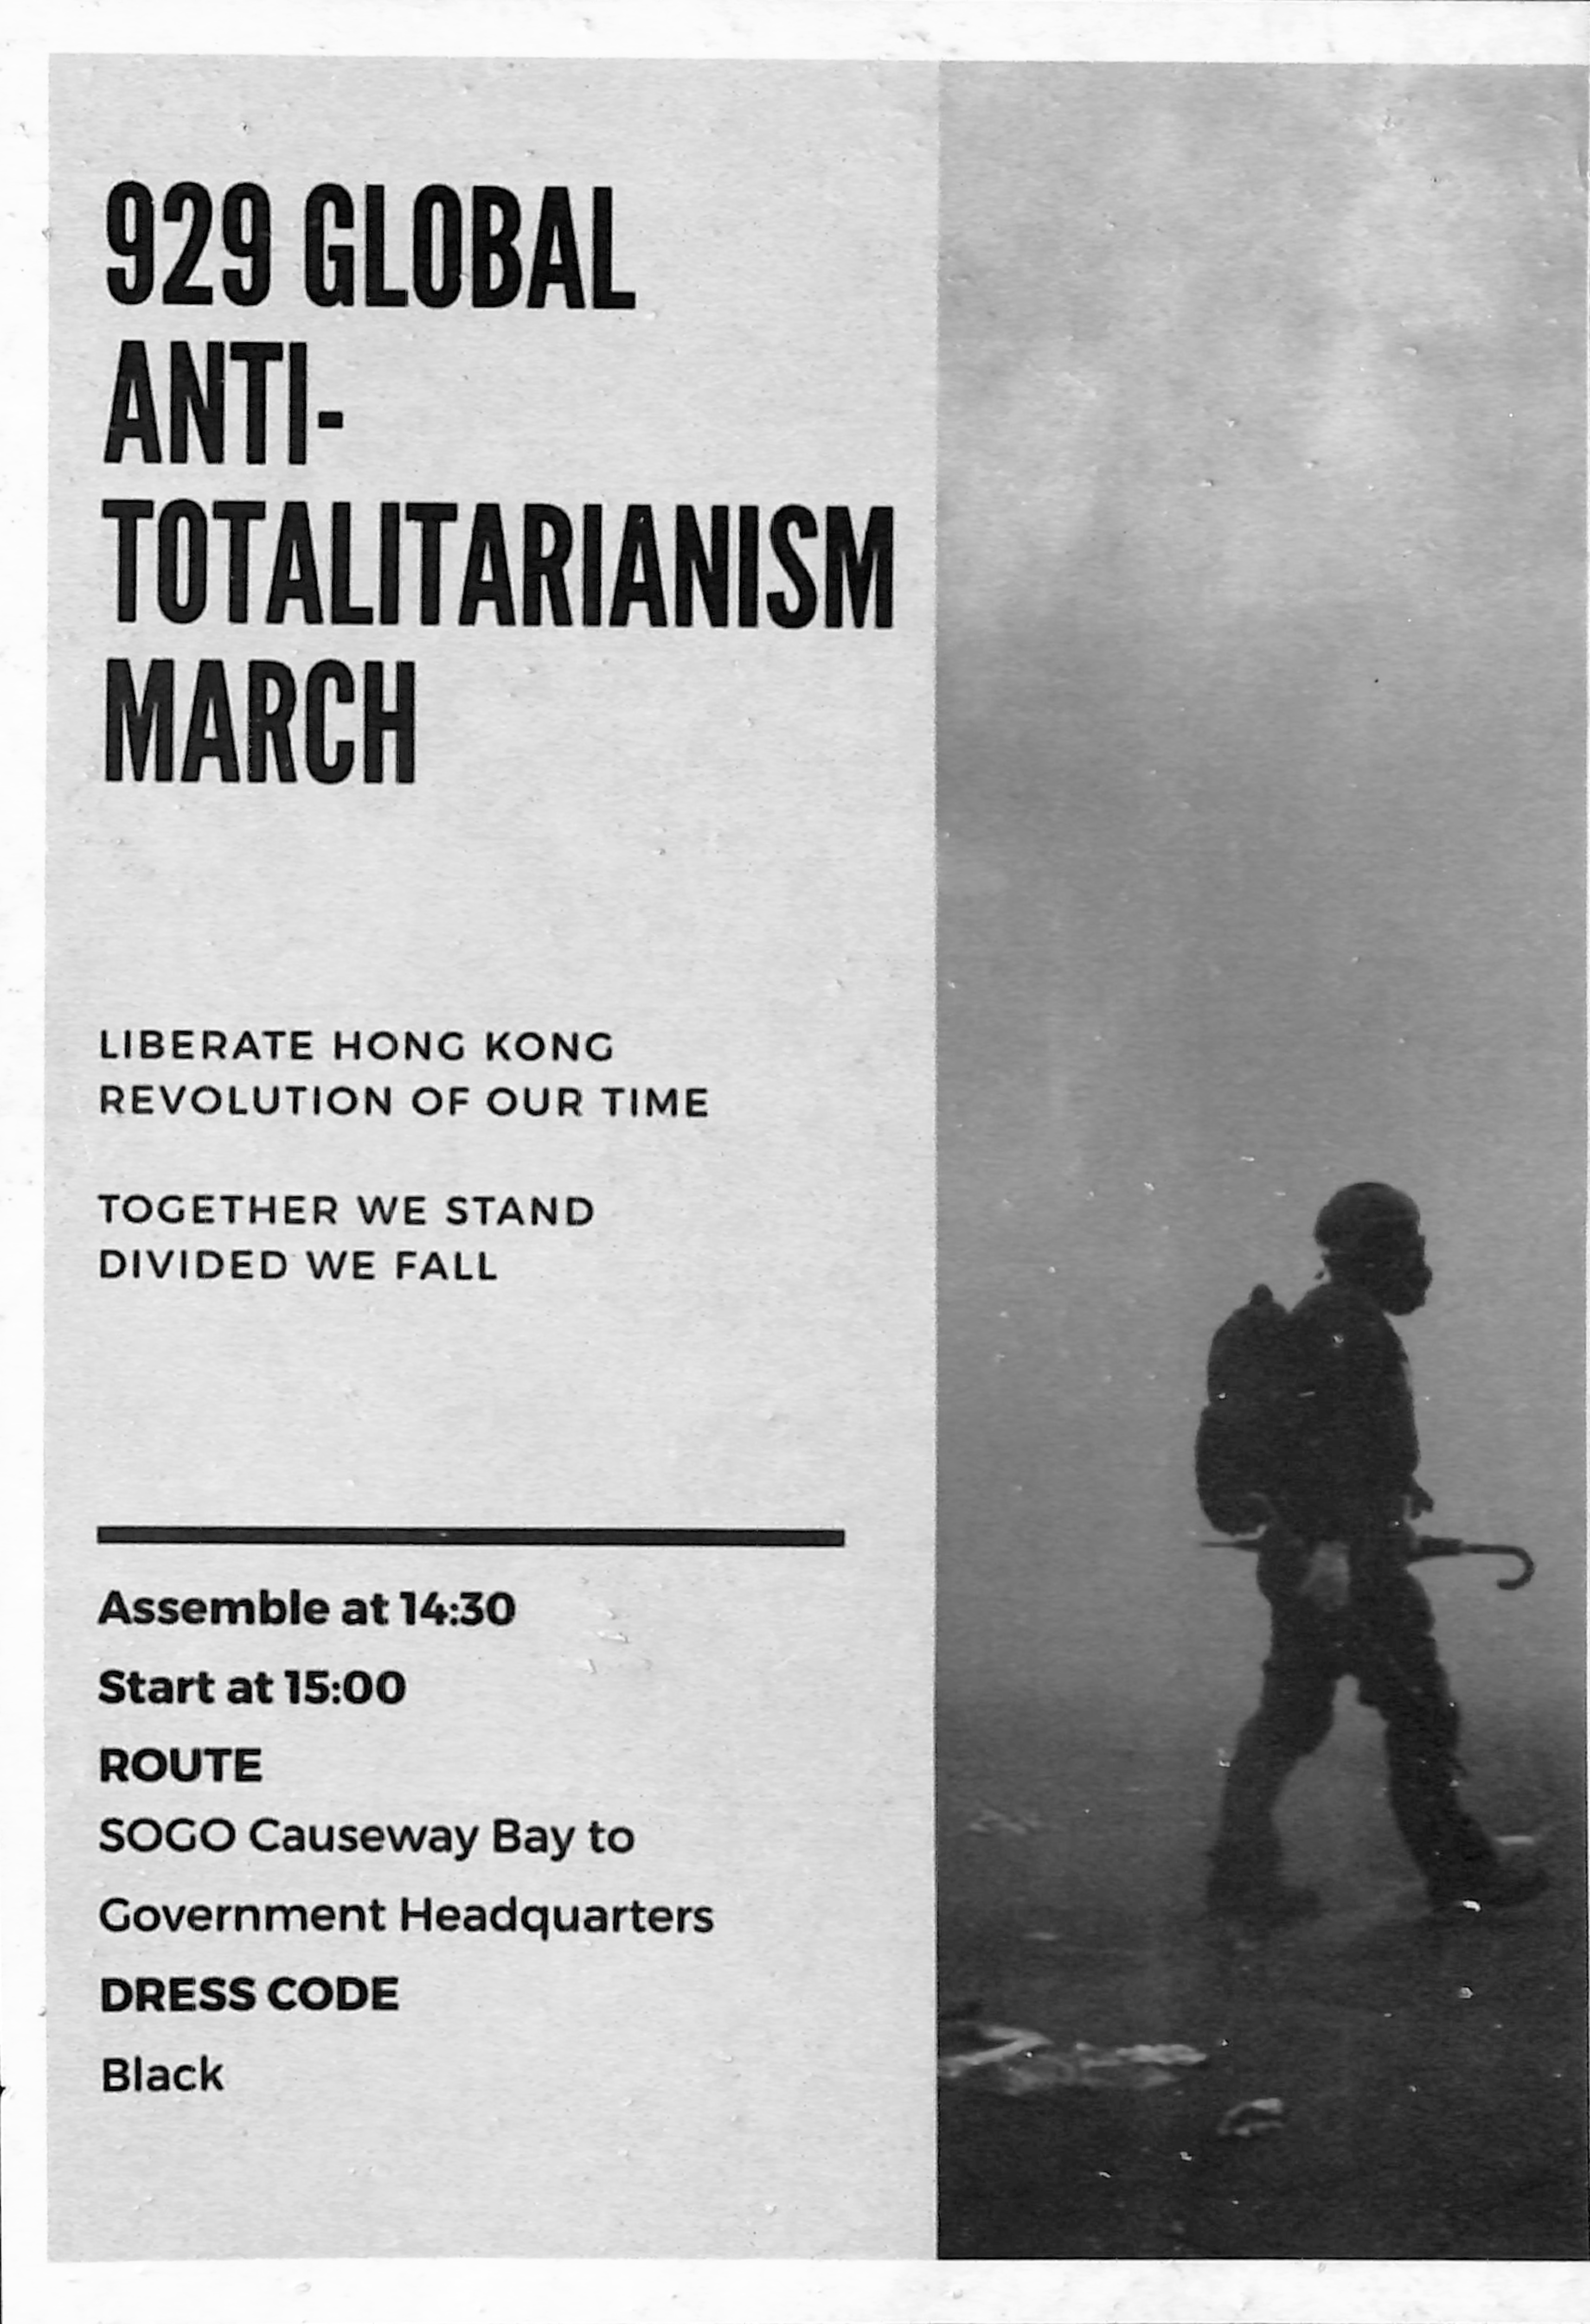 929 GLOBAL
ANTI-
TOTALITARIANISM
MARCH
LIBERATE HONG KONG
REVOLUTION OF OUR TIME
TOGETHER WE STAND
DIVIDED WE FALL
Assemble at 14:30
Start at 15:00
ROUTE
SOGO Causeway Bay to
Government Headquarters
DRESS CODE
Black